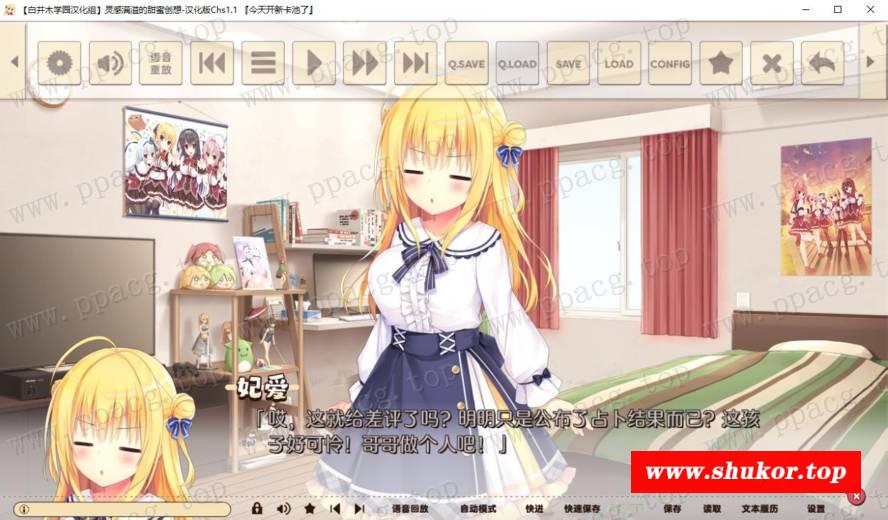 【白井木学园汉化组】灵感满溢的甜蜜创想-汉化版Chs1.1 『今天开新卡池了』
语音
重放
Q.SAVE
Q.LOAD
SAVE
LOAD
CONFIG
www.ppacg.top
妃爱
「哎，这就给差评了吗？明明只是公布了占卜结果而已？这孩
子好可怜！哥哥做个人吧！」
www.shukor.top
语音回放
自动模式
快进
快速保存
保存
读取
文本履历
设置